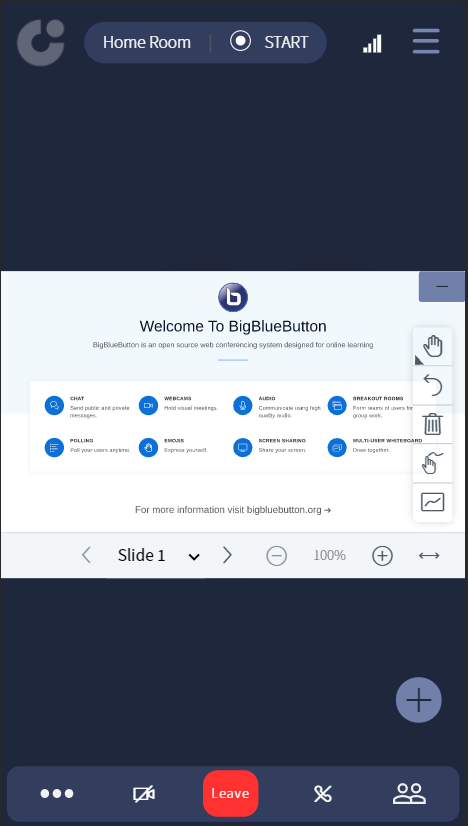 Home Room
START
Welcome To BigBlueButton
BigBlueButton is an open source web conferencing system designed for online learning
CHAT
Send public and private
messages.
WEBCAMS
Hold visual meetings.
AUDIO
Communicate using high
quality audio.
BREAKOUT ROOMS
Form teams of users for
group work.
POLLING
Poll your users anytime.
EMOJIS
Express yourself.
SCREEN SHARING
Share your screen.
MULTI-USER WHITEBOARD
Draw together.
For more information visit bigbluebutton.org ➔
Slide 1
100%
Leave